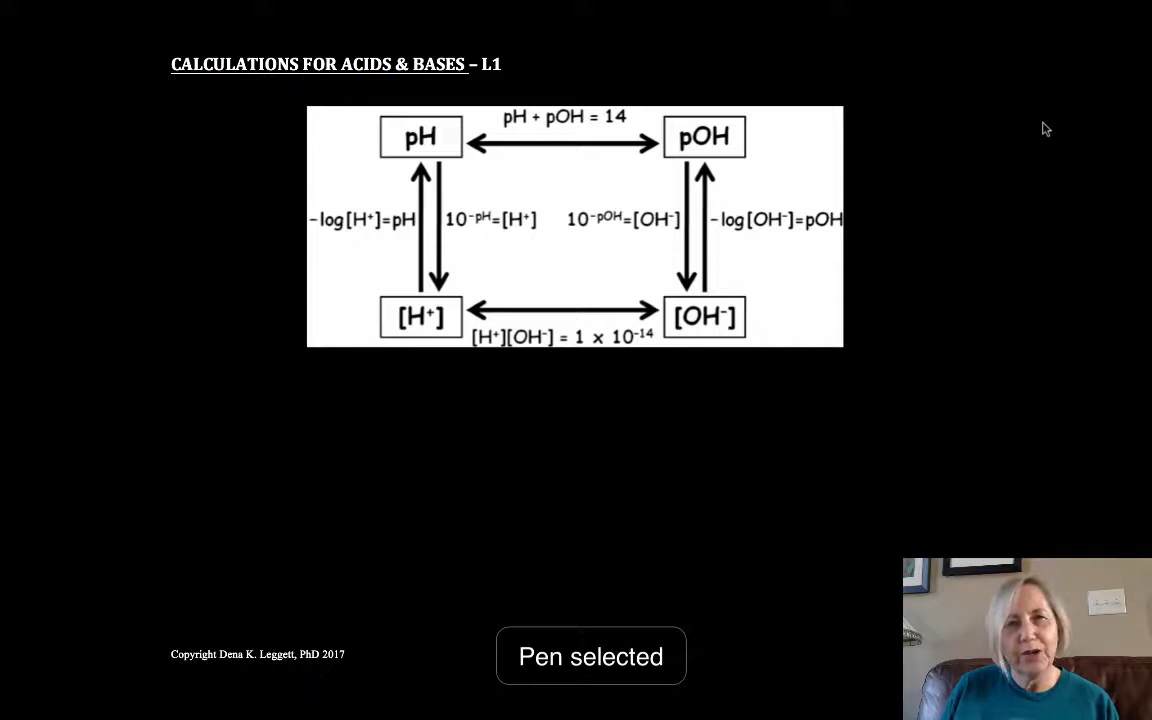 CALCULATIONS FOR ACIDS & BASES – L1
pH + pOH = 14
pH
pOH
-log[H⁺]=pH
10⁻ᵖᴴ=[H⁺]
10⁻ᵖᴼᴴ=[OH⁻]
-log[OH⁻]=pOH
[H⁺]
[OH⁻]
[H⁺][OH⁻] = 1 x 10⁻¹⁴
Copyright Dena K. Leggett, PhD 2017
Pen selected